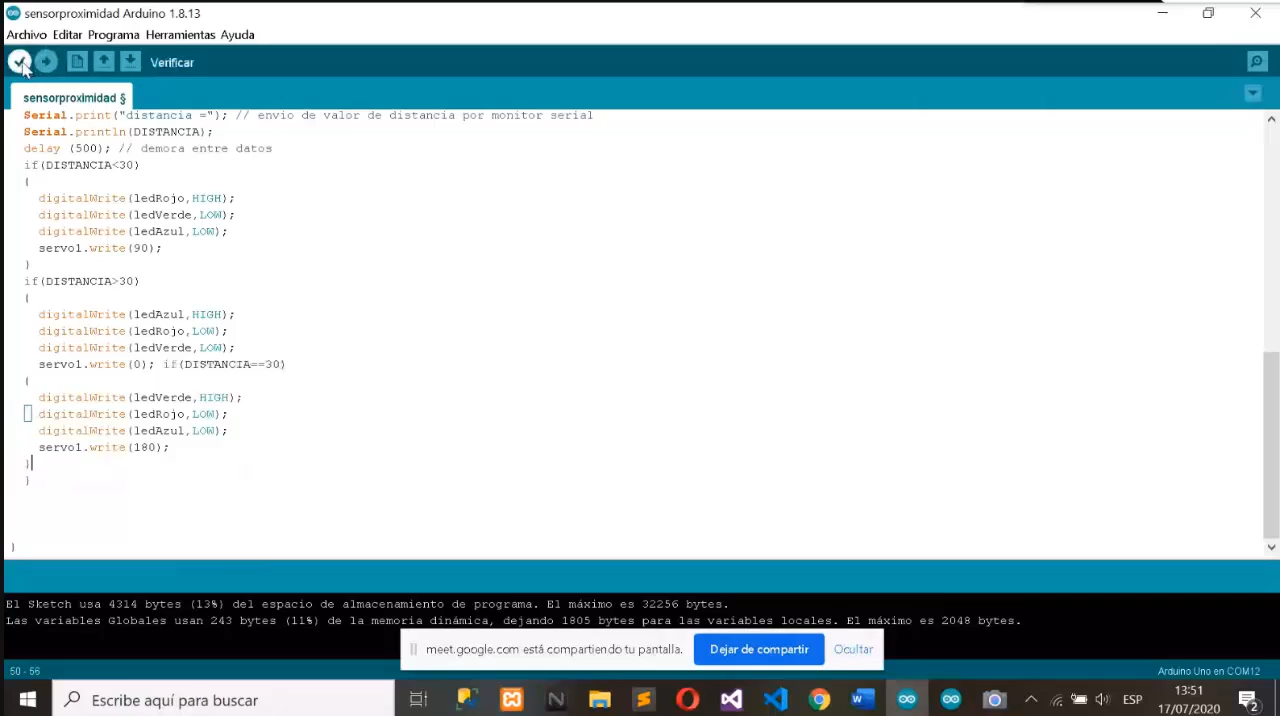 sensorproximidad Arduino 1.8.13
Archivo Editar Programa Herramientas Ayuda
Verificar
sensorproximidad §
Serial.print("distancia ="); // envio de valor de distancia por monitor serial
Serial.println(DISTANCIA);
delay (500); // demora entre datos
if(DISTANCIA<30)
{
digitalWrite(ledRojo,HIGH);
digitalWrite(ledVerde,LOW);
digitalWrite(ledAzul,LOW);
servo1.write(90);
}
if(DISTANCIA>30)
{
digitalWrite(ledAzul,HIGH);
digitalWrite(ledRojo,LOW);
digitalWrite(ledVerde,LOW);
servo1.write(0); if(DISTANCIA==30)
{
digitalWrite(ledVerde,HIGH);
digitalWrite(ledRojo,LOW);
digitalWrite(ledAzul,LOW);
servo1.write(180);
}
}
}
El Sketch usa 4314 bytes (13%) del espacio de almacenamiento de programa. El máximo es 32256 bytes.
Las variables Globales usan 243 bytes (11%) de la memoria dinámica, dejando 1805 bytes para las variables locales. El máximo es 2048 bytes.
meet.google.com está compartiendo tu pantalla. Dejar de compartir Ocultar
50 - 56 Arduino Uno en COM12
Escribe aquí para buscar
ESP
13:51
17/07/2020
2